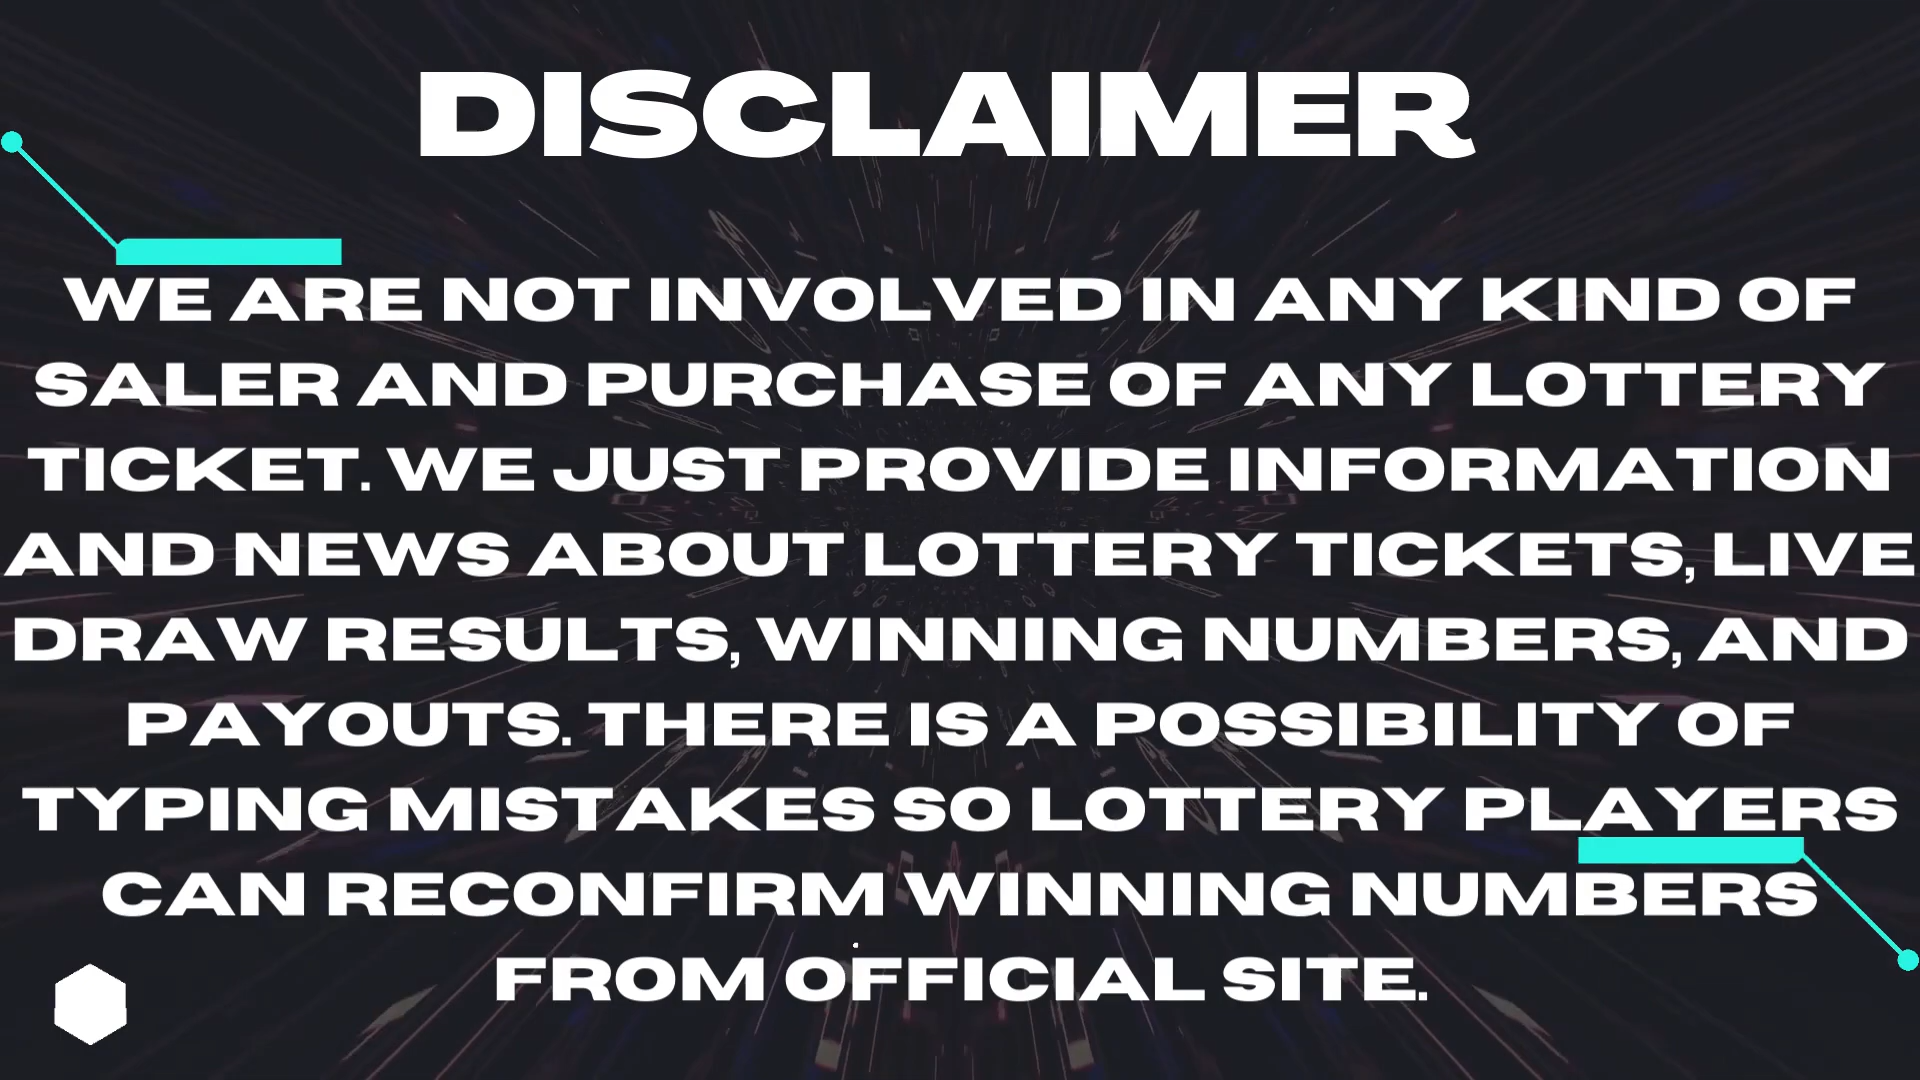 DISCLAIMER
WE ARE NOT INVOLVED IN ANY KIND OF
SALER AND PURCHASE OF ANY LOTTERY
TICKET. WE JUST PROVIDE INFORMATION
AND NEWS ABOUT LOTTERY TICKETS, LIVE
DRAW RESULTS, WINNING NUMBERS, AND
PAYOUTS. THERE IS A POSSIBILITY OF
TYPING MISTAKES SO LOTTERY PLAYERS
CAN RECONFIRM WINNING NUMBERS
FROM OFFICIAL SITE.